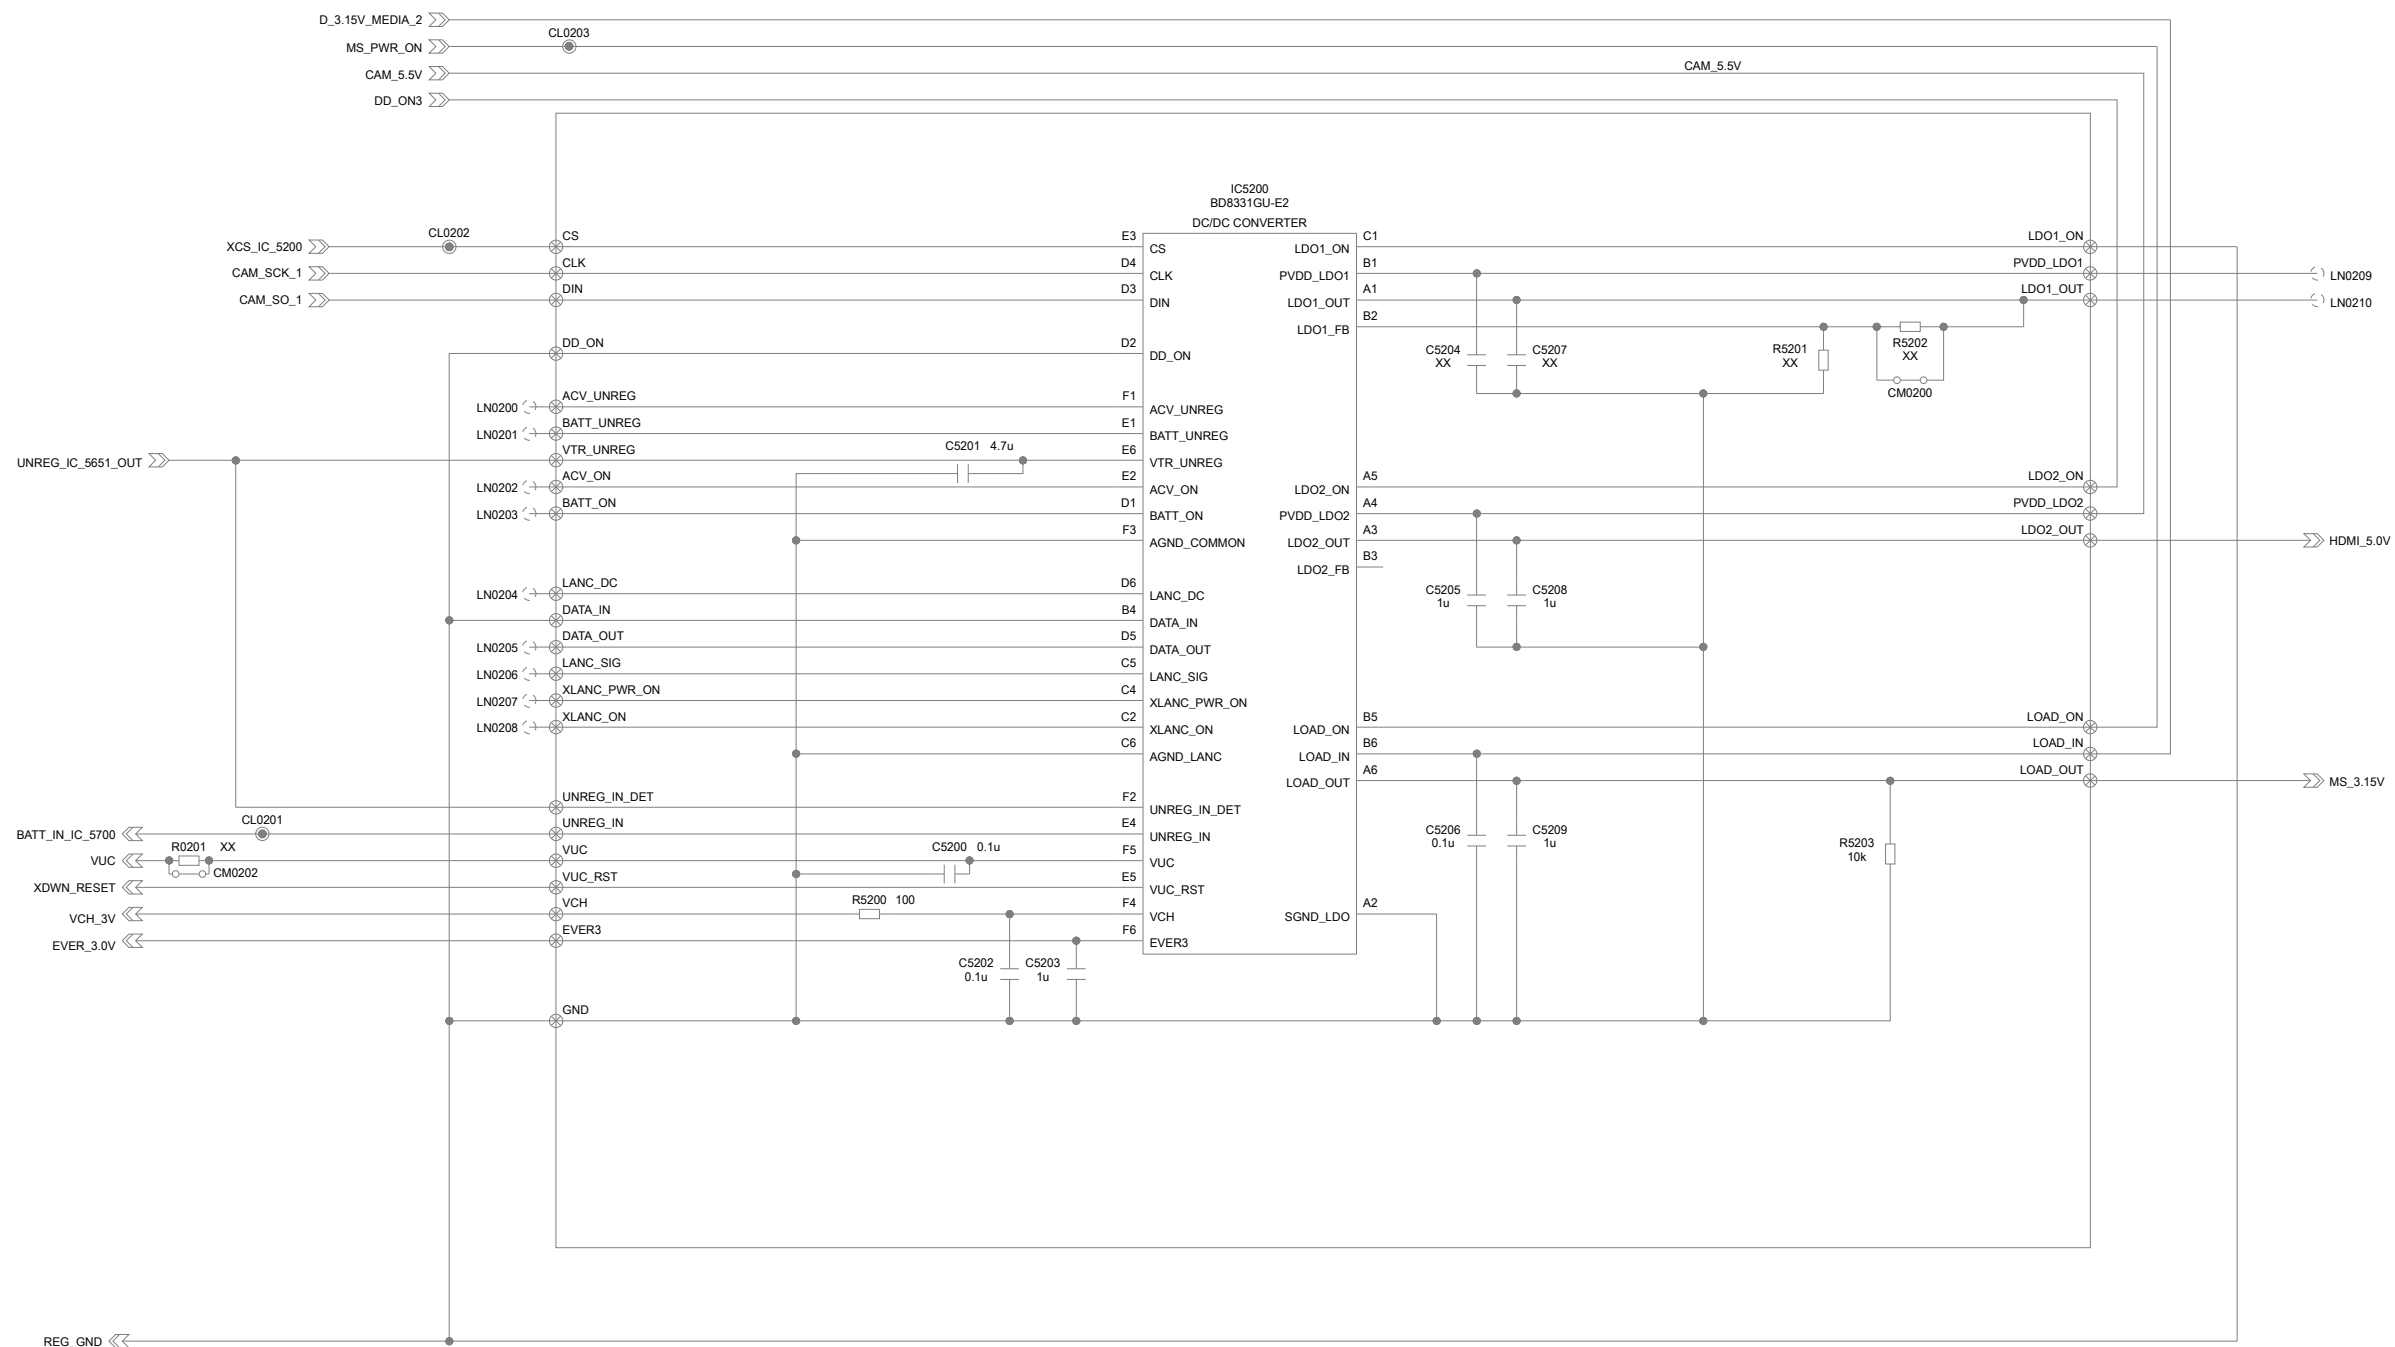 D_3.15V_MEDIA_2
MS_PWR_ON
CL0203
CAM_5.5V
CAM_5.5V
DD_ON3
IC5200
BD8331GU-E2
DC/DC CONVERTER
XCS_IC_5200
CL0202
CS
E3
CS
LDO1_ON
C1
LDO1_ON
CAM_SCK_1
CLK
D4
CLK
PVDD_LDO1
B1
PVDD_LDO1
LN0209
CAM_SO_1
DIN
D3
DIN
LDO1_OUT
A1
LDO1_OUT
LN0210
LDO1_FB
B2
DD_ON
D2
DD_ON
C5204
XX
C5207
XX
R5201
XX
R5202
XX
CM0200
LN0200
ACV_UNREG
F1
ACV_UNREG
LN0201
BATT_UNREG
E1
BATT_UNREG
UNREG_IC_5651_OUT
VTR_UNREG
C5201 4.7u
E6
VTR_UNREG
LN0202
ACV_ON
E2
ACV_ON
LDO2_ON
A5
LDO2_ON
LN0203
BATT_ON
D1
BATT_ON
PVDD_LDO2
A4
PVDD_LDO2
F3
AGND_COMMON
LDO2_OUT
A3
LDO2_OUT
HDMI_5.0V
LDO2_FB
B3
LN0204
LANC_DC
D6
LANC_DC
C5205
1u
C5208
1u
DATA_IN
B4
DATA_IN
LN0205
DATA_OUT
D5
DATA_OUT
LN0206
LANC_SIG
C5
LANC_SIG
LN0207
XLANC_PWR_ON
C4
XLANC_PWR_ON
LN0208
XLANC_ON
C2
XLANC_ON
LOAD_ON
B5
LOAD_ON
C6
AGND_LANC
LOAD_IN
B6
LOAD_IN
LOAD_OUT
A6
LOAD_OUT
MS_3.15V
UNREG_IN_DET
F2
UNREG_IN_DET
BATT_IN_IC_5700
CL0201
UNREG_IN
E4
UNREG_IN
C5206
0.1u
C5209
1u
R5203
10k
VUC
R0201 XX
CM0202
VUC
C5200 0.1u
F5
VUC
XDWN_RESET
VUC_RST
E5
VUC_RST
VCH_3V
VCH
R5200 100
F4
VCH
SGND_LDO
A2
EVER_3.0V
EVER3
F6
EVER3
C5202
0.1u
C5203
1u
GND
REG_GND